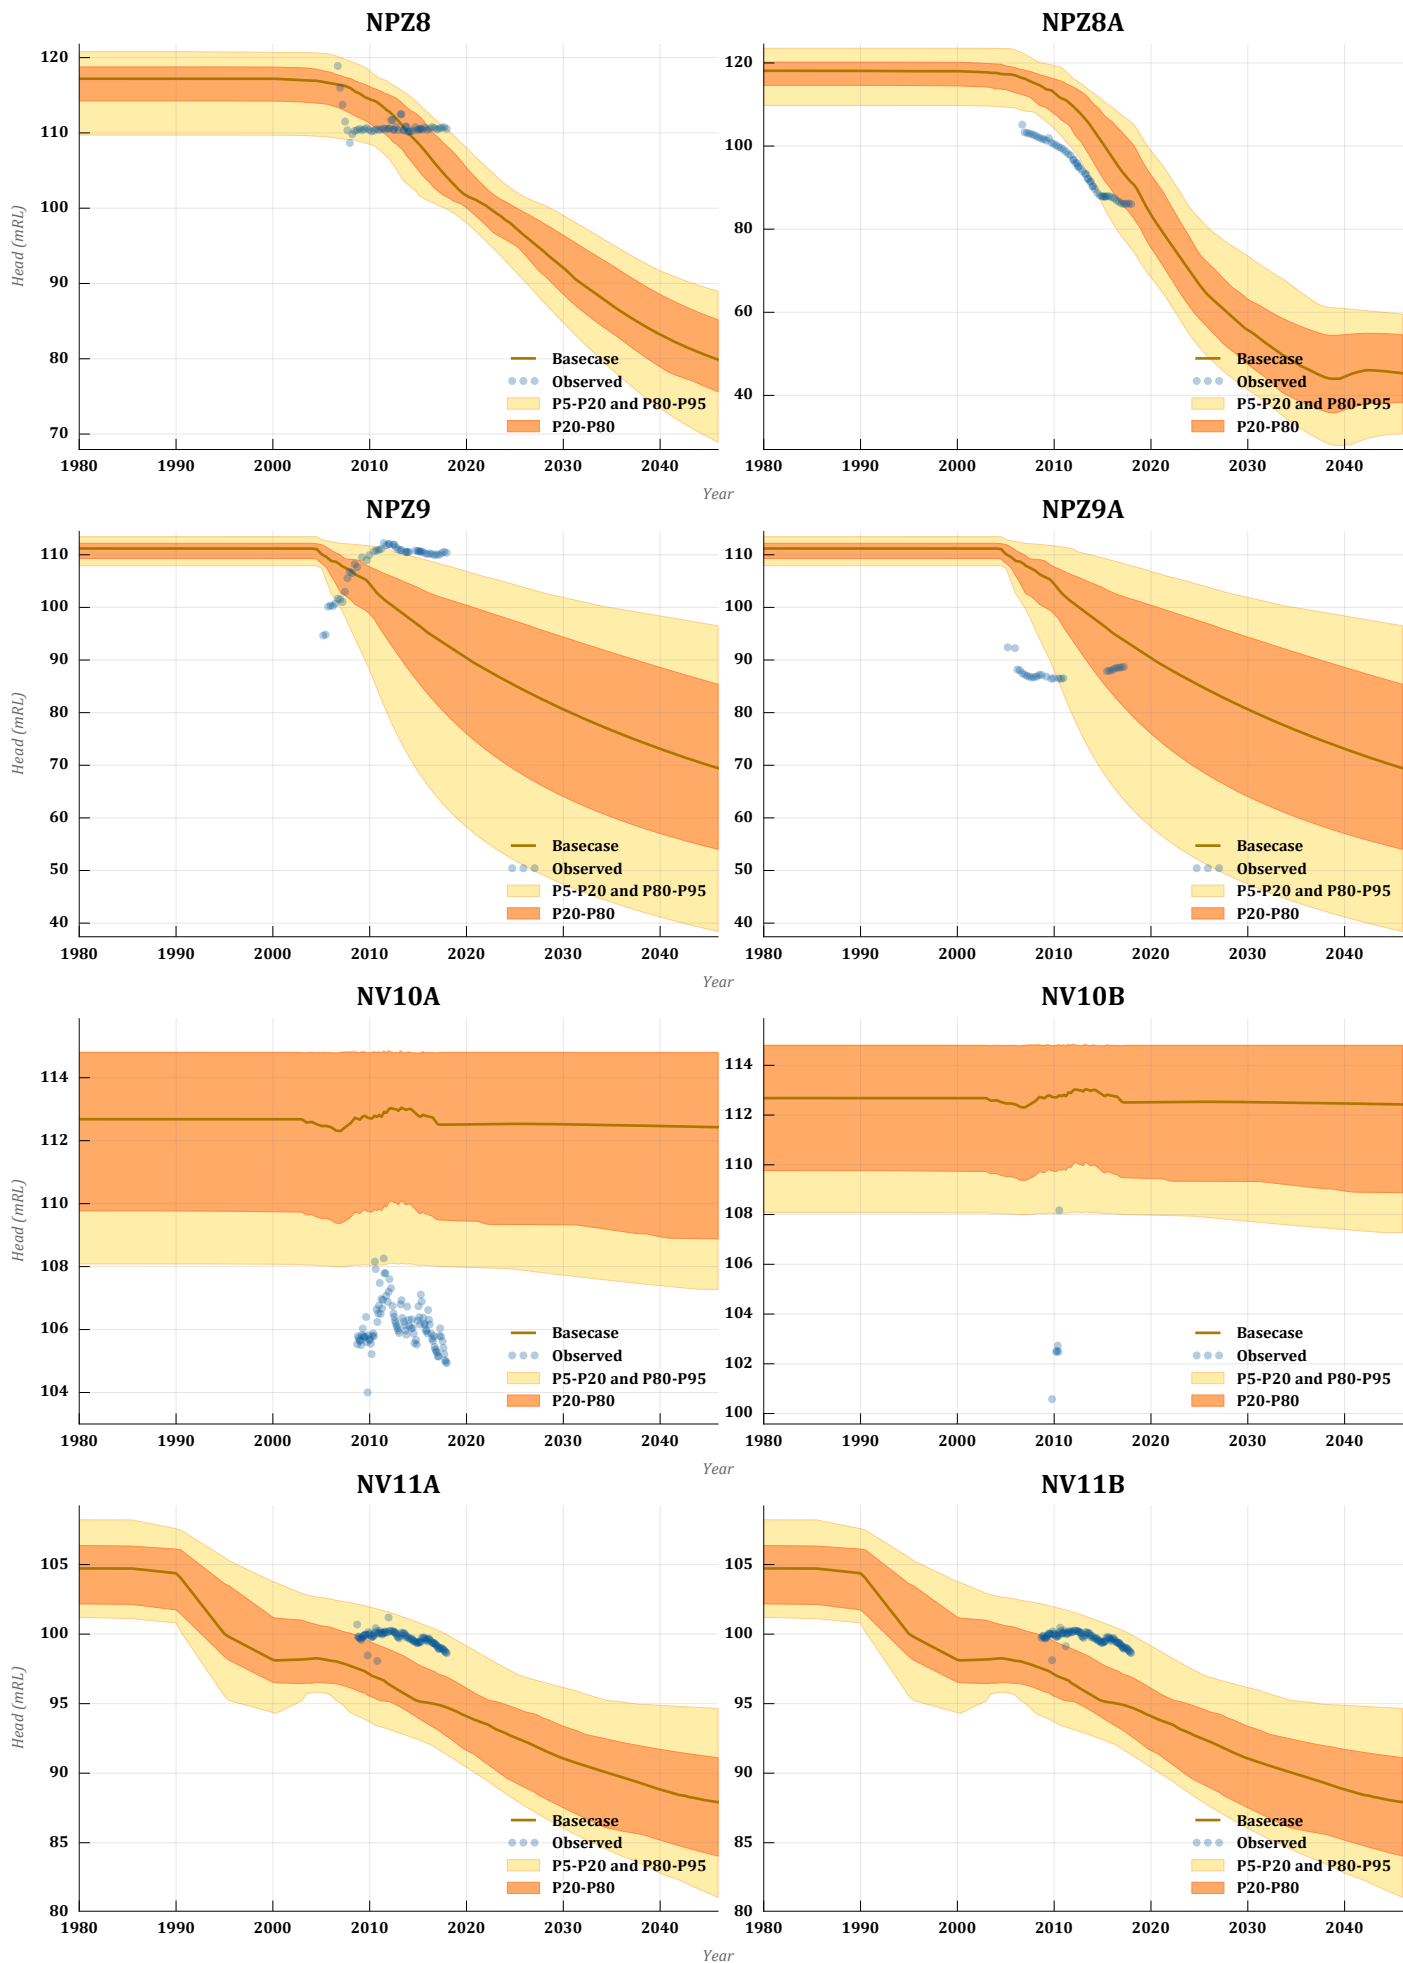 NPZ8
NPZ8A
120
110
100
90
80
70
Head (mRL)
Basecase
Observed
P5-P20 and P80-P95
P20-P80
1980 1990 2000 2010 2020 2030 2040
120
100
80
60
40
Basecase
Observed
P5-P20 and P80-P95
P20-P80
1980 1990 2000 2010 2020 2030 2040
Year
NPZ9
NPZ9A
110
100
90
80
70
60
50
40
Head (mRL)
Basecase
Observed
P5-P20 and P80-P95
P20-P80
1980 1990 2000 2010 2020 2030 2040
110
100
90
80
70
60
50
40
Basecase
Observed
P5-P20 and P80-P95
P20-P80
1980 1990 2000 2010 2020 2030 2040
Year
NV10A
NV10B
114
112
110
108
106
104
Head (mRL)
Basecase
Observed
P5-P20 and P80-P95
P20-P80
1980 1990 2000 2010 2020 2030 2040
114
112
110
108
106
104
102
100
Basecase
Observed
P5-P20 and P80-P95
P20-P80
1980 1990 2000 2010 2020 2030 2040
Year
NV11A
NV11B
105
100
95
90
85
80
Head (mRL)
Basecase
Observed
P5-P20 and P80-P95
P20-P80
1980 1990 2000 2010 2020 2030 2040
105
100
95
90
85
80
Basecase
Observed
P5-P20 and P80-P95
P20-P80
1980 1990 2000 2010 2020 2030 2040
Year